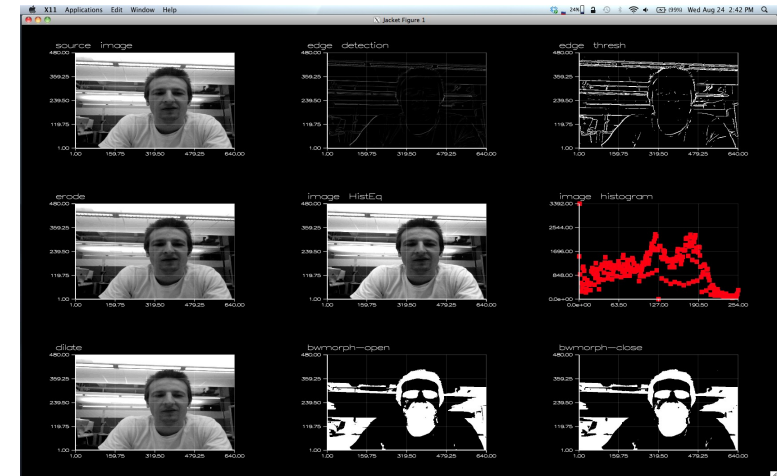 X11 Applications Edit Window Help
24% (99%) Wed Aug 24 2:42 PM
Jacket Figure 1
source image
480.00
359.25
239.50
119.75
1.00
1.00 159.75 319.50 479.25 640.00
edge detection
480.00
359.25
239.50
119.75
1.00
1.00 159.75 319.50 479.25 640.00
edge thresh
480.00
359.25
239.50
119.75
1.00
1.00 159.75 319.50 479.25 640.00
erode
480.00
359.25
239.50
119.75
1.00
1.00 159.75 319.50 479.25 640.00
image HistEq
480.00
359.25
239.50
119.75
1.00
1.00 159.75 319.50 479.25 640.00
image histogram
3392.00
2544.00
1696.00
848.00
0.0e+00
0.0e+00 63.50 127.00 190.50 254.00
dilate
480.00
359.25
239.50
119.75
1.00
1.00 159.75 319.50 479.25 640.00
bwmorph-open
480.00
359.25
239.50
119.75
1.00
1.00 159.75 319.50 479.25 640.00
bwmorph-close
480.00
359.25
239.50
119.75
1.00
1.00 159.75 319.50 479.25 640.00